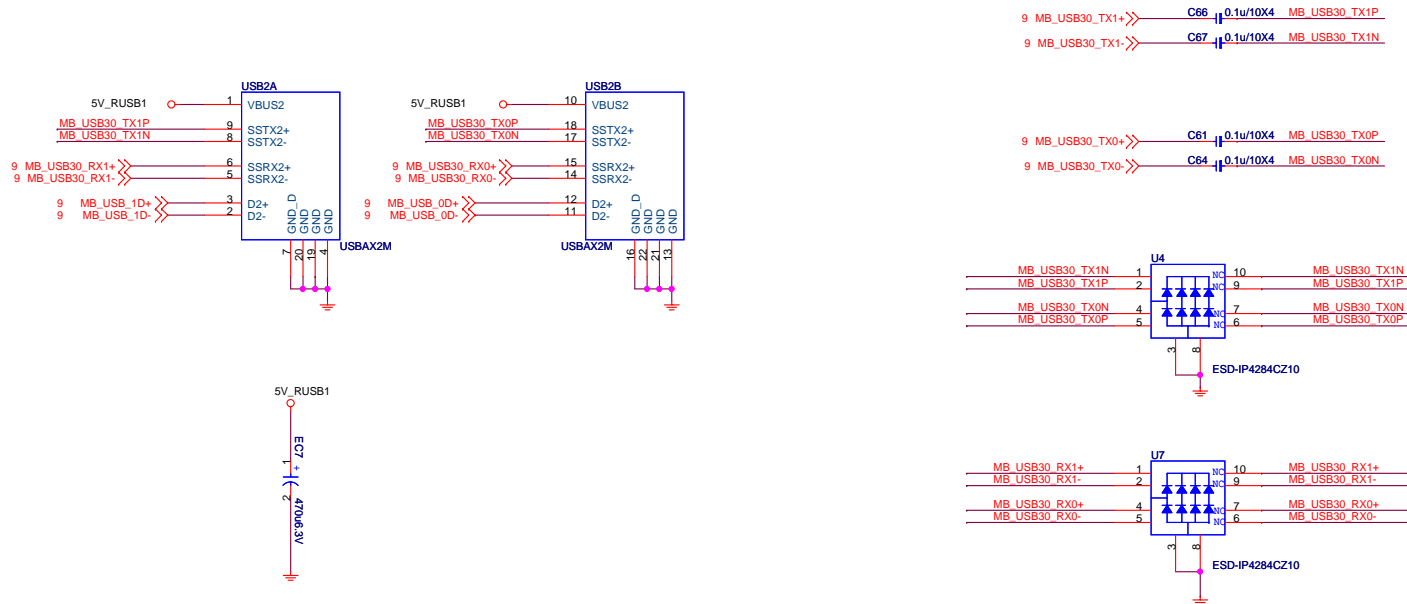 9 MB_USB30_TX1+ C66 0.1u/10X4 MB_USB30_TX1P
9 MB_USB30_TX1- C67 0.1u/10X4 MB_USB30_TX1N
9 MB_USB30_TX0+ C61 0.1u/10X4 MB_USB30_TX0P
9 MB_USB30_TX0- C64 0.1u/10X4 MB_USB30_TX0N
USB2A
5V_RUSB1 1 VBUS2
MB_USB30_TX1P 9 SSTX2+
MB_USB30_TX1N 8 SSTX2-
9 MB_USB30_RX1+ 6 SSRX2+
9 MB_USB30_RX1- 5 SSRX2-
9 MB_USB_1D+ 3 D2+
9 MB_USB_1D- 2 D2-
GND_D GND GND GND
USBAX2M
7 20 19 4
USB2B
5V_RUSB1 10 VBUS2
MB_USB30_TX0P 18 SSTX2+
MB_USB30_TX0N 17 SSTX2-
9 MB_USB30_RX0+ 15 SSRX2+
9 MB_USB30_RX0- 14 SSRX2-
9 MB_USB_0D+ 12 D2+
9 MB_USB_0D- 11 D2-
GND_D GND GND GND
USBAX2M
16 22 21 13
U4
MB_USB30_TX1N 1 NC 10 MB_USB30_TX1N
MB_USB30_TX1P 2 NC 9 MB_USB30_TX1P
MB_USB30_TX0N 4 NC 7 MB_USB30_TX0N
MB_USB30_TX0P 5 NC 6 MB_USB30_TX0P
3 8
ESD-IP4284CZ10
5V_RUSB1
EC7
1 +
2
470u6.3V
U7
MB_USB30_RX1+ 1 NC 10 MB_USB30_RX1+
MB_USB30_RX1- 2 NC 9 MB_USB30_RX1-
MB_USB30_RX0+ 4 NC 7 MB_USB30_RX0+
MB_USB30_RX0- 5 NC 6 MB_USB30_RX0-
3 8
ESD-IP4284CZ10